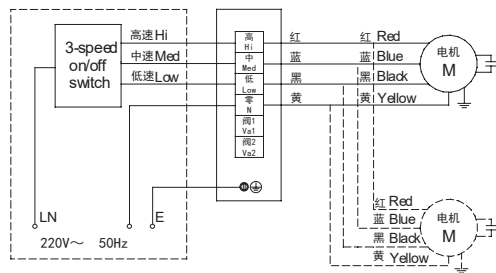 3-speed
on/off
switch
高速Hi
中速Med
低速Low
LN
220V～ 50Hz
E
高
Hi
中
Med
低
Low
零
N
阀1
Va1
阀2
Va2
红 红 Red
蓝 蓝 Blue
黑 黑 Black
黄 黄 Yellow
电机
M
红 Red
蓝 Blue
黑 Black
黄 Yellow
电机
M